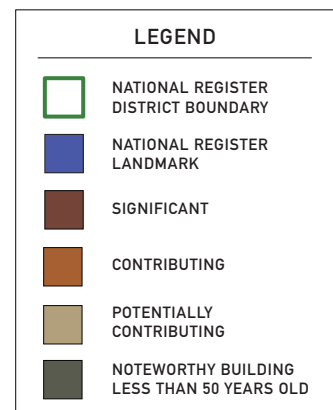 LEGEND
NATIONAL REGISTER
DISTRICT BOUNDARY
NATIONAL REGISTER
LANDMARK
SIGNIFICANT
CONTRIBUTING
POTENTIALLY
CONTRIBUTING
NOTEWORTHY BUILDING
LESS THAN 50 YEARS OLD